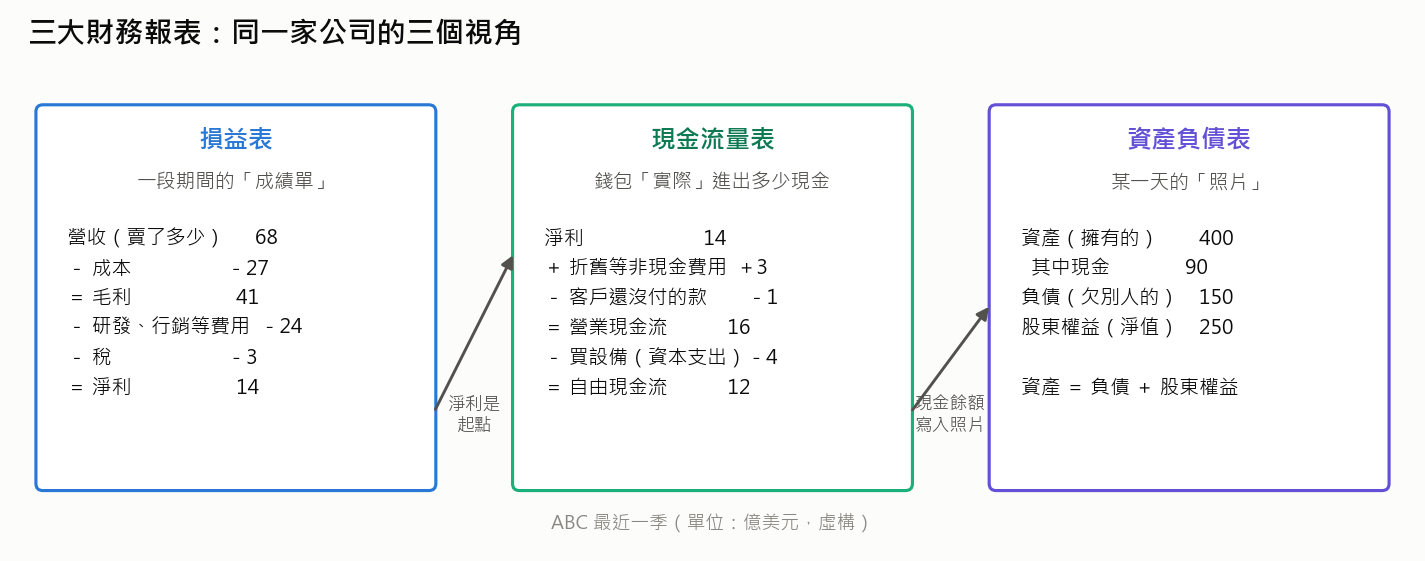 三大財務報表：同一家公司的三個視角
損益表
一段期間的「成績單」
營收（賣了多少） 68
- 成本 - 27
= 毛利 41
- 研發、行銷等費用 - 24
- 稅 - 3
= 淨利 14
淨利是
起點
現金流量表
錢包「實際」進出多少現金
淨利 14
+ 折舊等非現金費用 +3
- 客戶還沒付的款 - 1
= 營業現金流 16
- 買設備（資本支出） - 4
= 自由現金流 12
現金餘額
寫入照片
資產負債表
某一天的「照片」
資產（擁有的） 400
其中現金 90
負債（欠別人的） 150
股東權益（淨值） 250
資產 = 負債 + 股東權益
ABC 最近一季（單位：億美元．虛構）